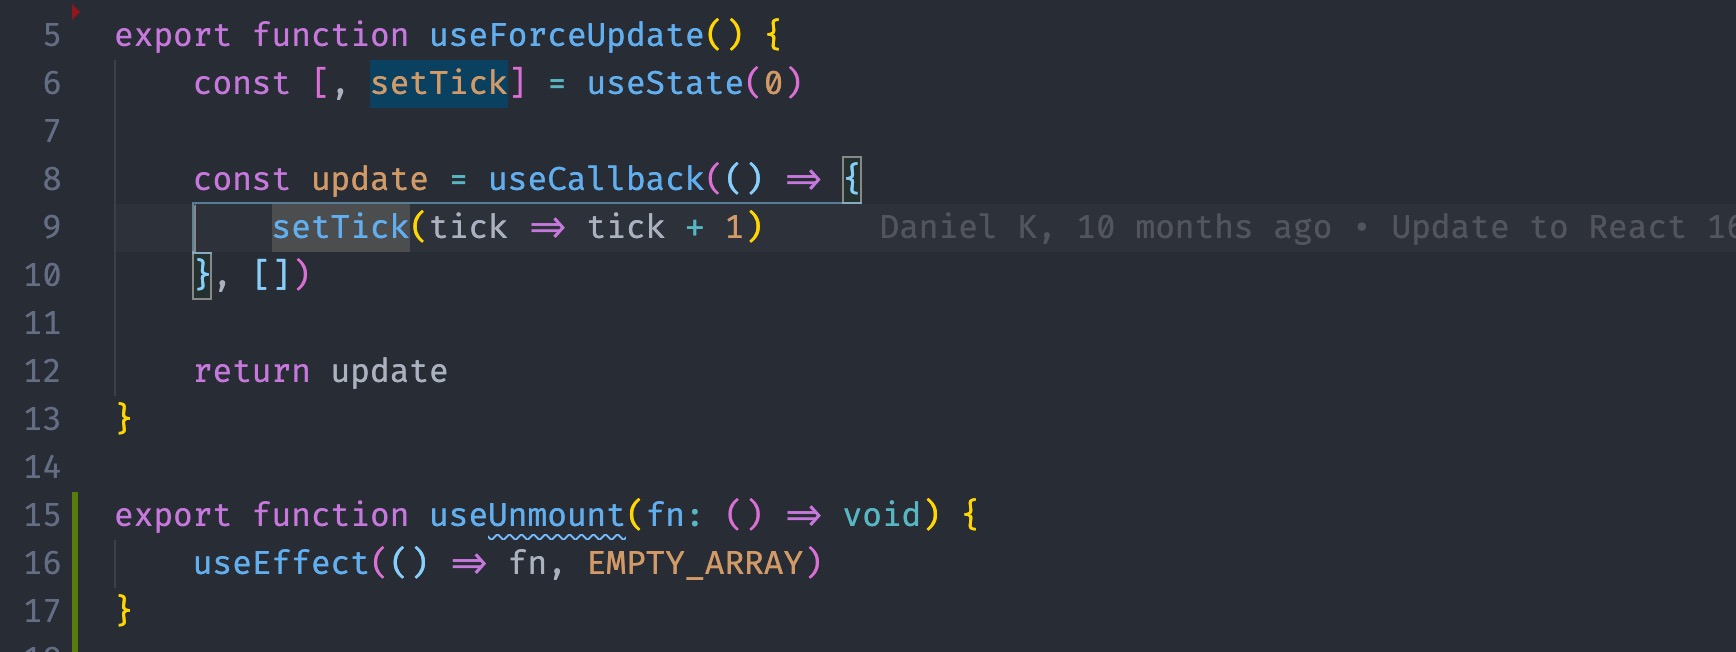 5 export function useForceUpdate() {
6 const [, setTick] = useState(0)
7
8 const update = useCallback(() => {
9 setTick(tick => tick + 1) Daniel K, 10 months ago • Update to React 16
10 }, [])
11
12 return update
13 }
14
15 export function useUnmount(fn: () => void) {
16 useEffect(() => fn, EMPTY_ARRAY)
17 }